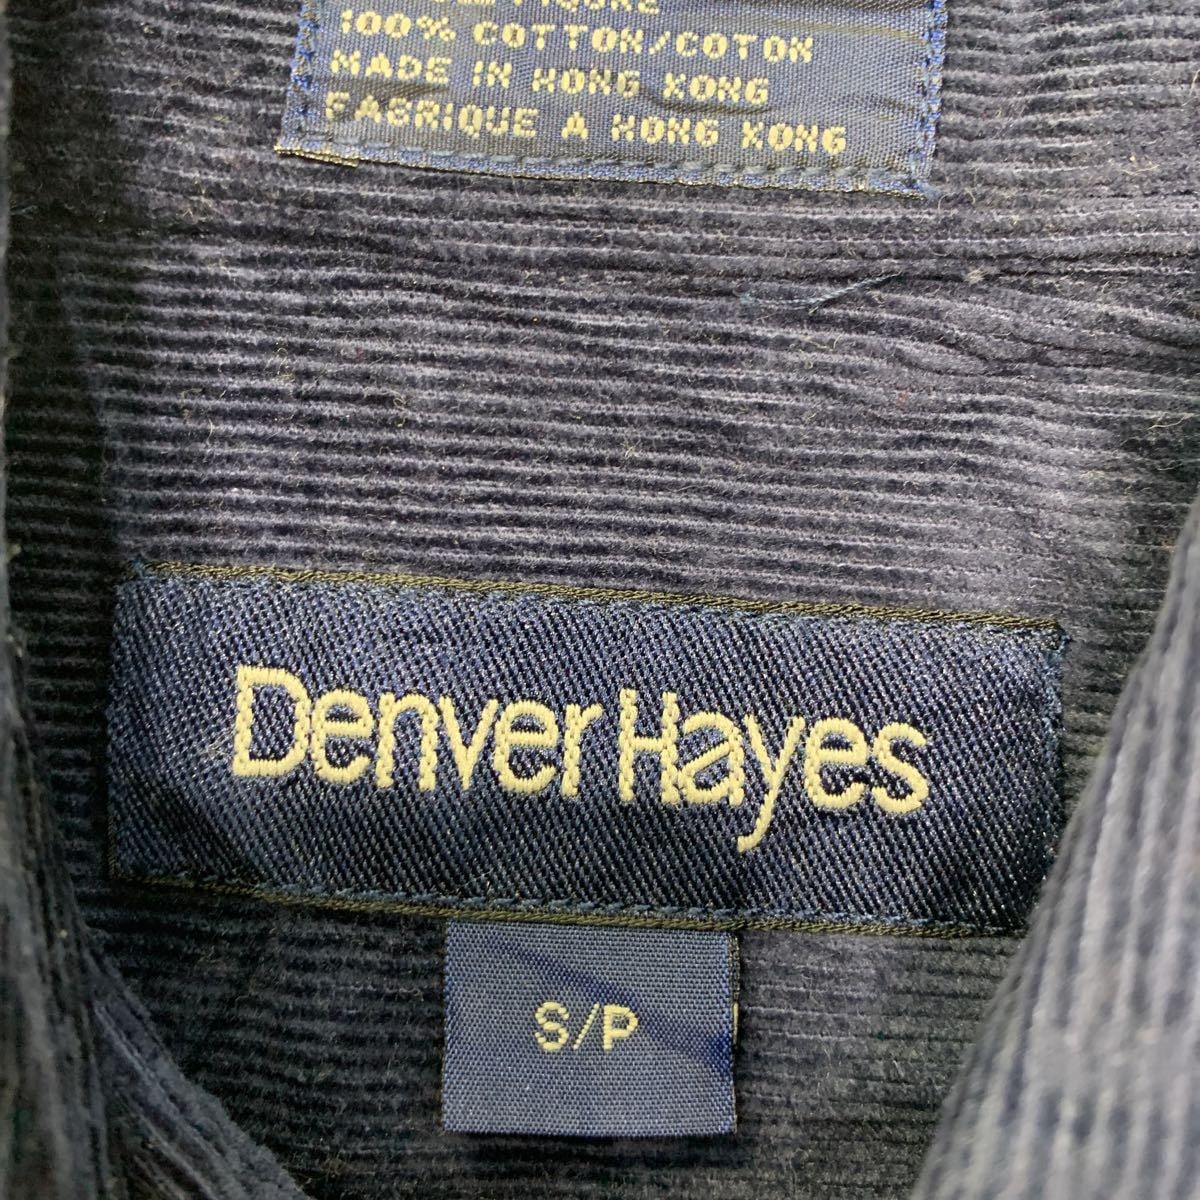 100% COTTON/COTON
MADE IN HONG KONG
FABRIQUE A HONG KONG
Denver Hayes
S/P